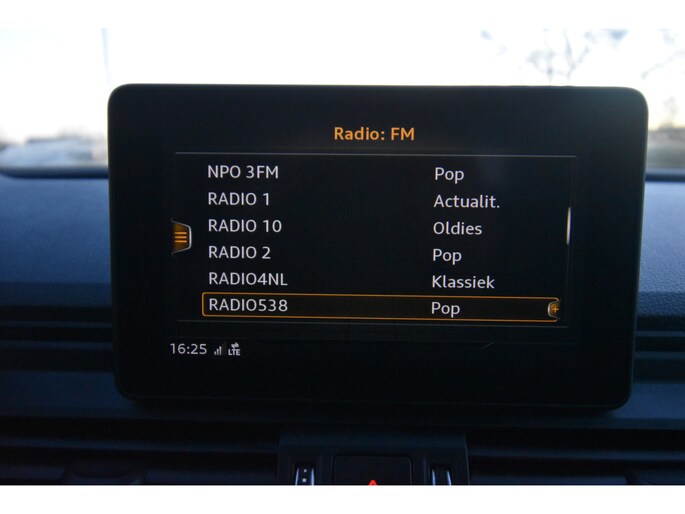 Radio: FM
NPO 3FM Pop
RADIO 1 Actualit.
RADIO 10 Oldies
RADIO 2 Pop
RADIO4NL Klassiek
RADIO538 Pop
16:25 LTE